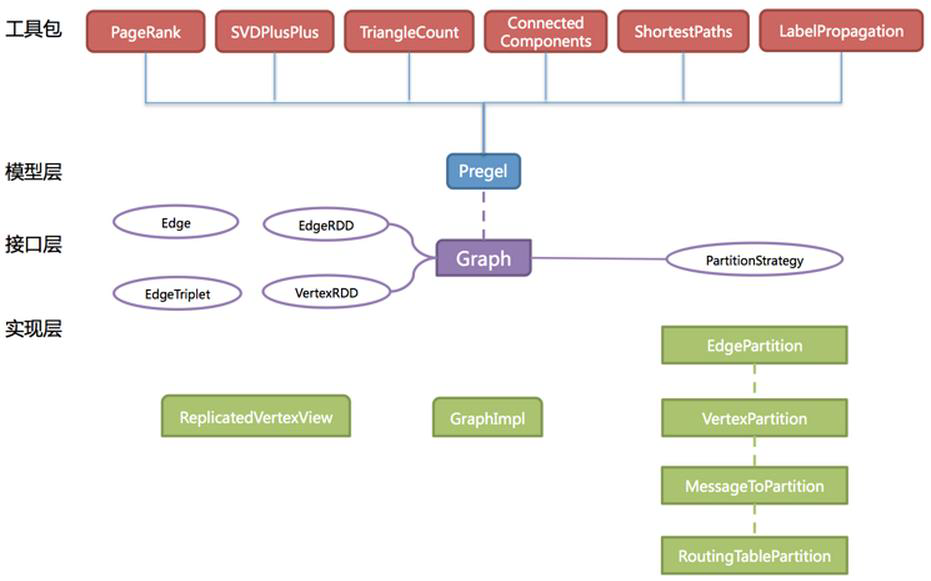 工具包
PageRank
SVDPlusPlus
TriangleCount
Connected
Components
ShortestPaths
LabelPropagation
模型层
Pregel
接口层
Edge
EdgeRDD
Graph
PartitionStrategy
EdgeTriplet
VertexRDD
实现层
EdgePartition
ReplicatedVertexView
GraphImpl
VertexPartition
MessageToPartition
RoutingTablePartition